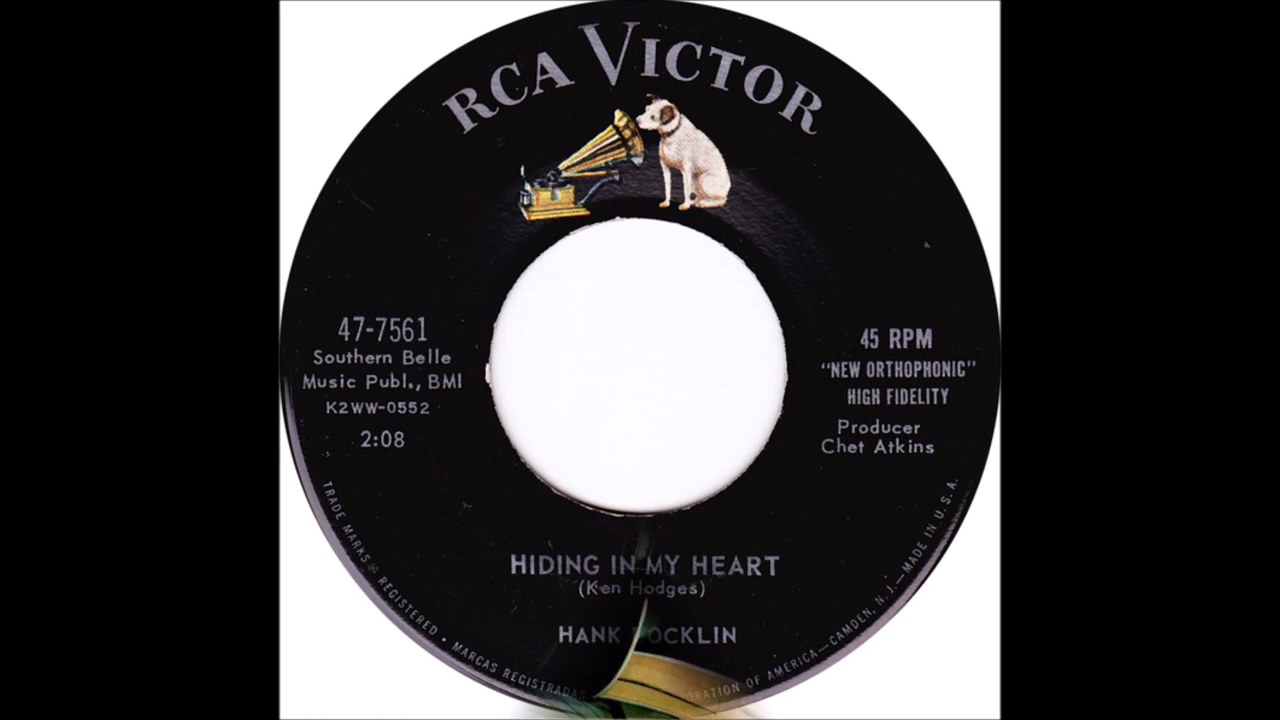 RCA VICTOR
47-7561
Southern Belle
Music Publ., BMI
K2WW-0552
2:08
45 RPM
"NEW ORTHOPHONIC"
HIGH FIDELITY
Producer
Chet Atkins
HIDING IN MY HEART
(Ken Hodges)
HANK OCKLIN
TRADE MARKS ® REGISTERED • MARCAS REGISTRADAS
ORATION OF AMERICA—CAMDEN, N.J.—MADE IN U.S.A.